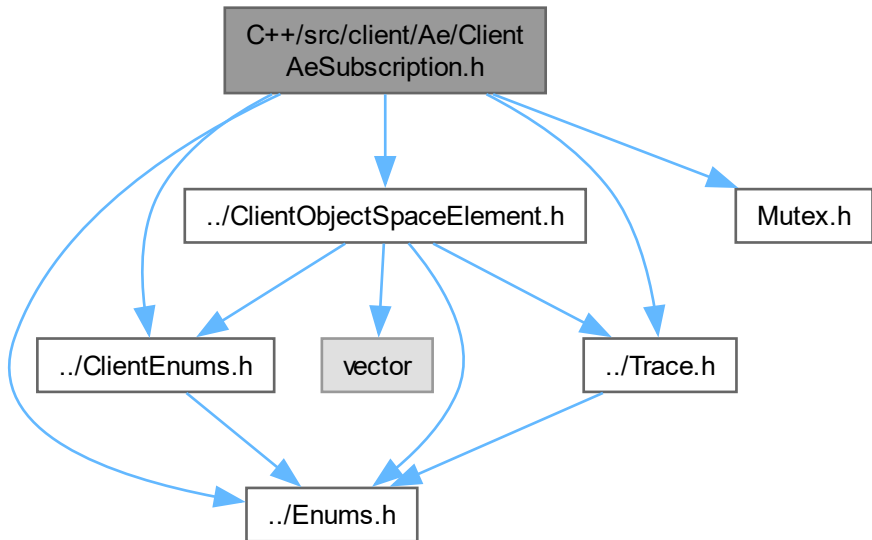 C++/src/client/Ae/Client
AeSubscription.h
../ClientObjectSpaceElement.h
Mutex.h
../ClientEnums.h
vector
../Trace.h
../Enums.h